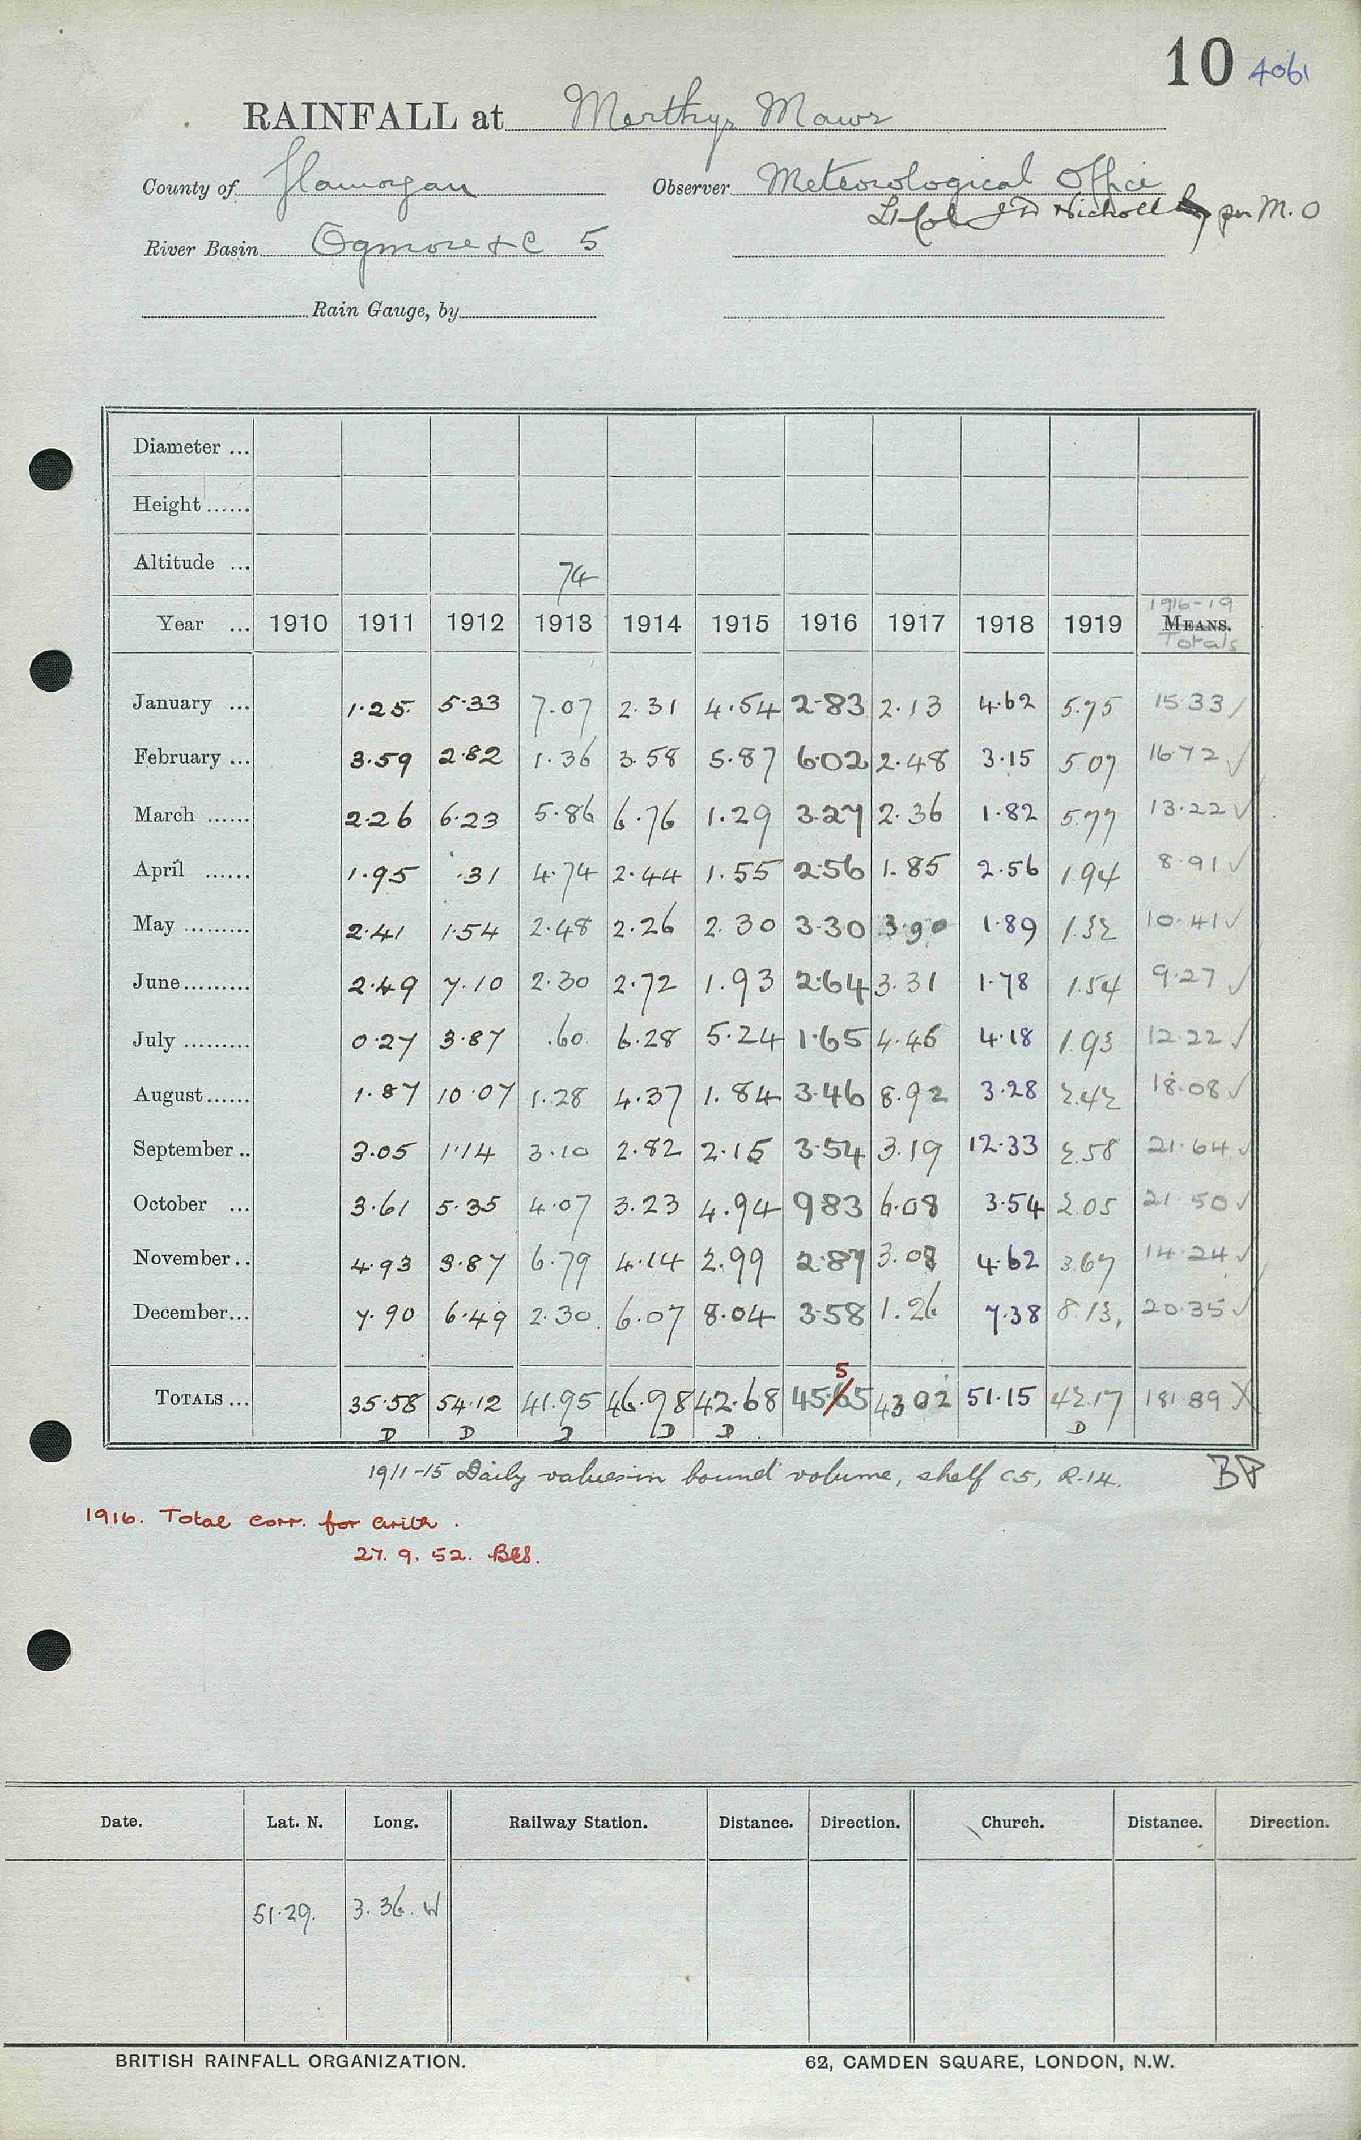 10 4061
RAINFALL at Merthyr Mawr
County of Glamorgan Observer Meteorological Office
Lt Col J D Nicholl per M.O
River Basin Ogmore &c 5
Rain Gauge, by
Diameter ...
Height ......
Altitude ... 74
1916-19
Year ... 1910 1911 1912 1913 1914 1915 1916 1917 1918 1919 MEANS.
Totals
January ... 1.25 5.33 7.07 2.31 4.54 2.83 2.13 4.62 5.75 15.33 /
February ... 3.59 2.82 1.36 3.58 5.87 6.02 2.48 3.15 5.07 16.72 ✓
March ...... 2.26 6.23 5.86 6.76 1.29 3.27 2.36 1.82 5.77 13.22 ✓
April ...... 1.95 .31 4.74 2.44 1.55 2.56 1.85 2.56 1.94 8.91 ✓
May ......... 2.41 1.54 2.48 2.26 2.30 3.30 3.90 1.89 1.32 10.41 ✓
June......... 2.49 7.10 2.30 2.72 1.93 2.64 3.31 1.78 1.54 9.27 ✓
July ......... 0.27 3.87 .60 6.28 5.24 1.65 4.46 4.18 1.93 12.22 ✓
August...... 1.87 10.07 1.28 4.37 1.84 3.46 8.92 3.28 2.42 18.08 ✓
September.. 3.05 1.14 3.10 2.82 2.15 3.54 3.19 12.33 2.58 21.64 ✓
October ... 3.61 5.35 4.07 3.23 4.94 9.83 6.08 3.54 2.05 21.50 ✓
November.. 4.93 3.87 6.79 4.14 2.99 2.87 3.08 4.62 3.67 14.24 ✓
December... 7.90 6.49 2.30 6.07 8.04 3.58 1.26 7.38 8.13 20.35 ✓
5
TOTALS ... 35.58 54.12 41.95 46.98 42.68 45.65 43.02 51.15 42.17 181.89 X
D D D D D D
1911-15 Daily values in bound volume, shelf C5, R.14. BP
1916. Total corr. for arith.
27.9.52.
Date. Lat. N. Long. Railway Station. Distance. Direction. Church. Distance. Direction.
51.29. 3.36.W
BRITISH RAINFALL ORGANIZATION. 62, CAMDEN SQUARE, LONDON, N.W.